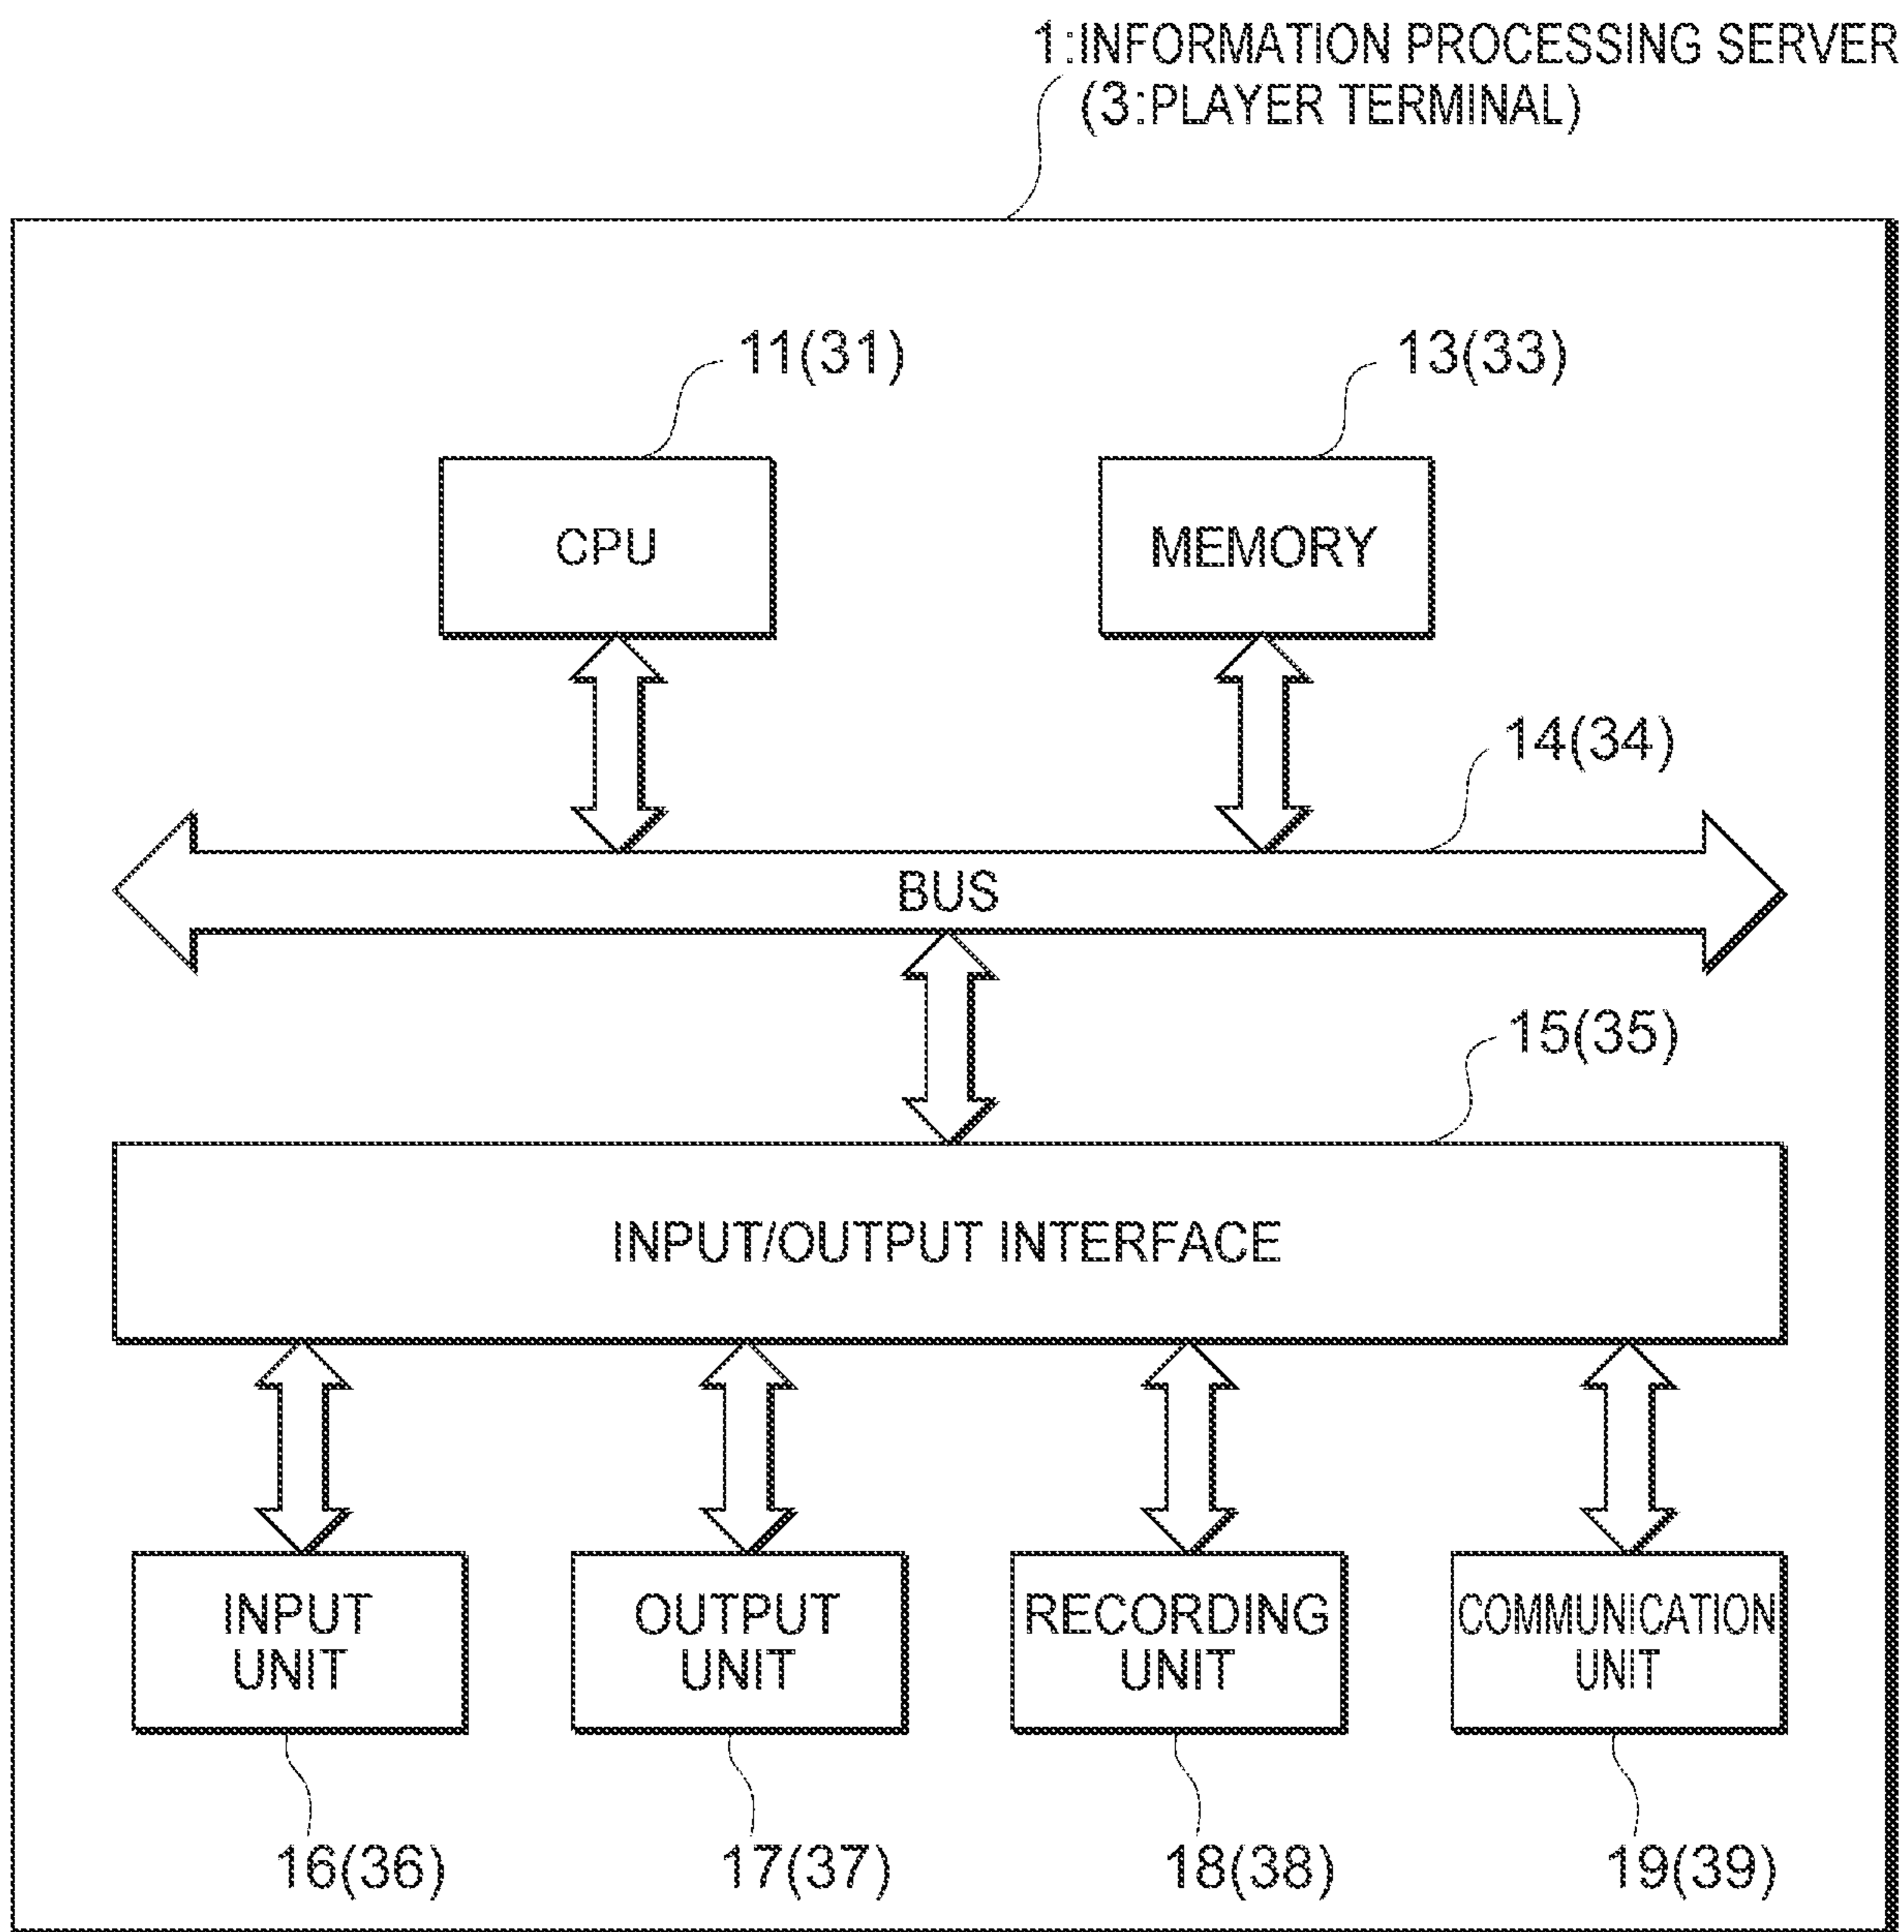 1:INFORMATION PROCESSING SERVER
(3:PLAYER TERMINAL)
11(31)
13(33)
CPU
MEMORY
14(34)
BUS
15(35)
INPUT/OUTPUT INTERFACE
INPUT
UNIT
OUTPUT
UNIT
RECORDING
UNIT
COMMUNICATION
UNIT
16(36)
17(37)
18(38)
19(39)